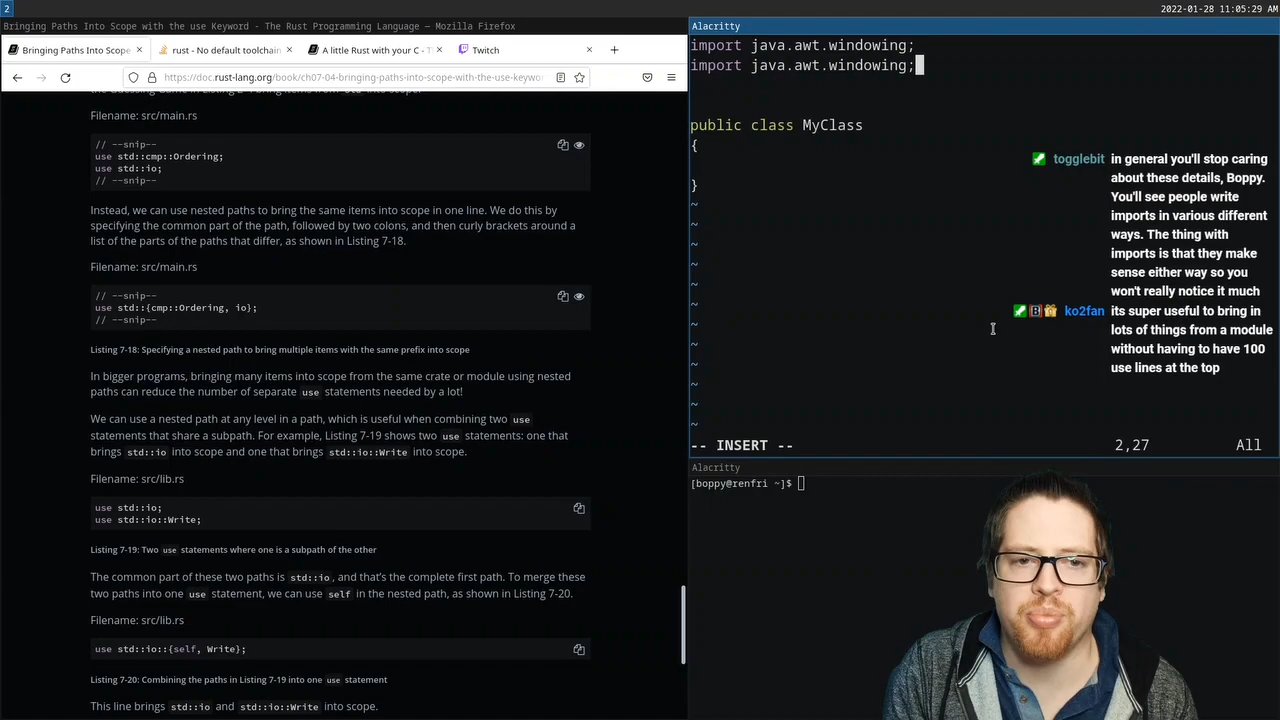 2
2022-01-28 11:05:29 AM
Bringing Paths Into Scope with the use Keyword - The Rust Programming Language — Mozilla Firefox
Bringing Paths Into Scope
rust - No default toolchain
A little Rust with your C - T
Twitch
https://doc.rust-lang.org/book/ch07-04-bringing-paths-into-scope-with-the-use-keywo
Filename: src/main.rs
// --snip--
use std::cmp::Ordering;
use std::io;
// --snip--
Instead, we can use nested paths to bring the same items into scope in one line. We do this by
specifying the common part of the path, followed by two colons, and then curly brackets around a
list of the parts of the paths that differ, as shown in Listing 7-18.
Filename: src/main.rs
// --snip--
use std::{cmp::Ordering, io};
// --snip--
Listing 7-18: Specifying a nested path to bring multiple items with the same prefix into scope
In bigger programs, bringing many items into scope from the same crate or module using nested
paths can reduce the number of separate use statements needed by a lot!
We can use a nested path at any level in a path, which is useful when combining two use
statements that share a subpath. For example, Listing 7-19 shows two use statements: one that
brings std::io into scope and one that brings std::io::Write into scope.
Filename: src/lib.rs
use std::io;
use std::io::Write;
Listing 7-19: Two use statements where one is a subpath of the other
The common part of these two paths is std::io, and that's the complete first path. To merge these
two paths into one use statement, we can use self in the nested path, as shown in Listing 7-20.
Filename: src/lib.rs
use std::io::{self, Write};
Listing 7-20: Combining the paths in Listing 7-19 into one use statement
This line brings std::io and std::io::Write into scope.
Alacritty
import java.awt.windowing;
import java.awt.windowing;
public class MyClass
{
}
~
~
~
~
~
~
~
~
~
~
~
~
-- INSERT --
2,27
All
togglebit in general you'll stop caring
about these details, Boppy.
You'll see people write
imports in various different
ways. The thing with
imports is that they make
sense either way so you
won't really notice it much
ko2fan its super useful to bring in
lots of things from a module
without having to have 100
use lines at the top
Alacritty
[boppy@renfri ~]$